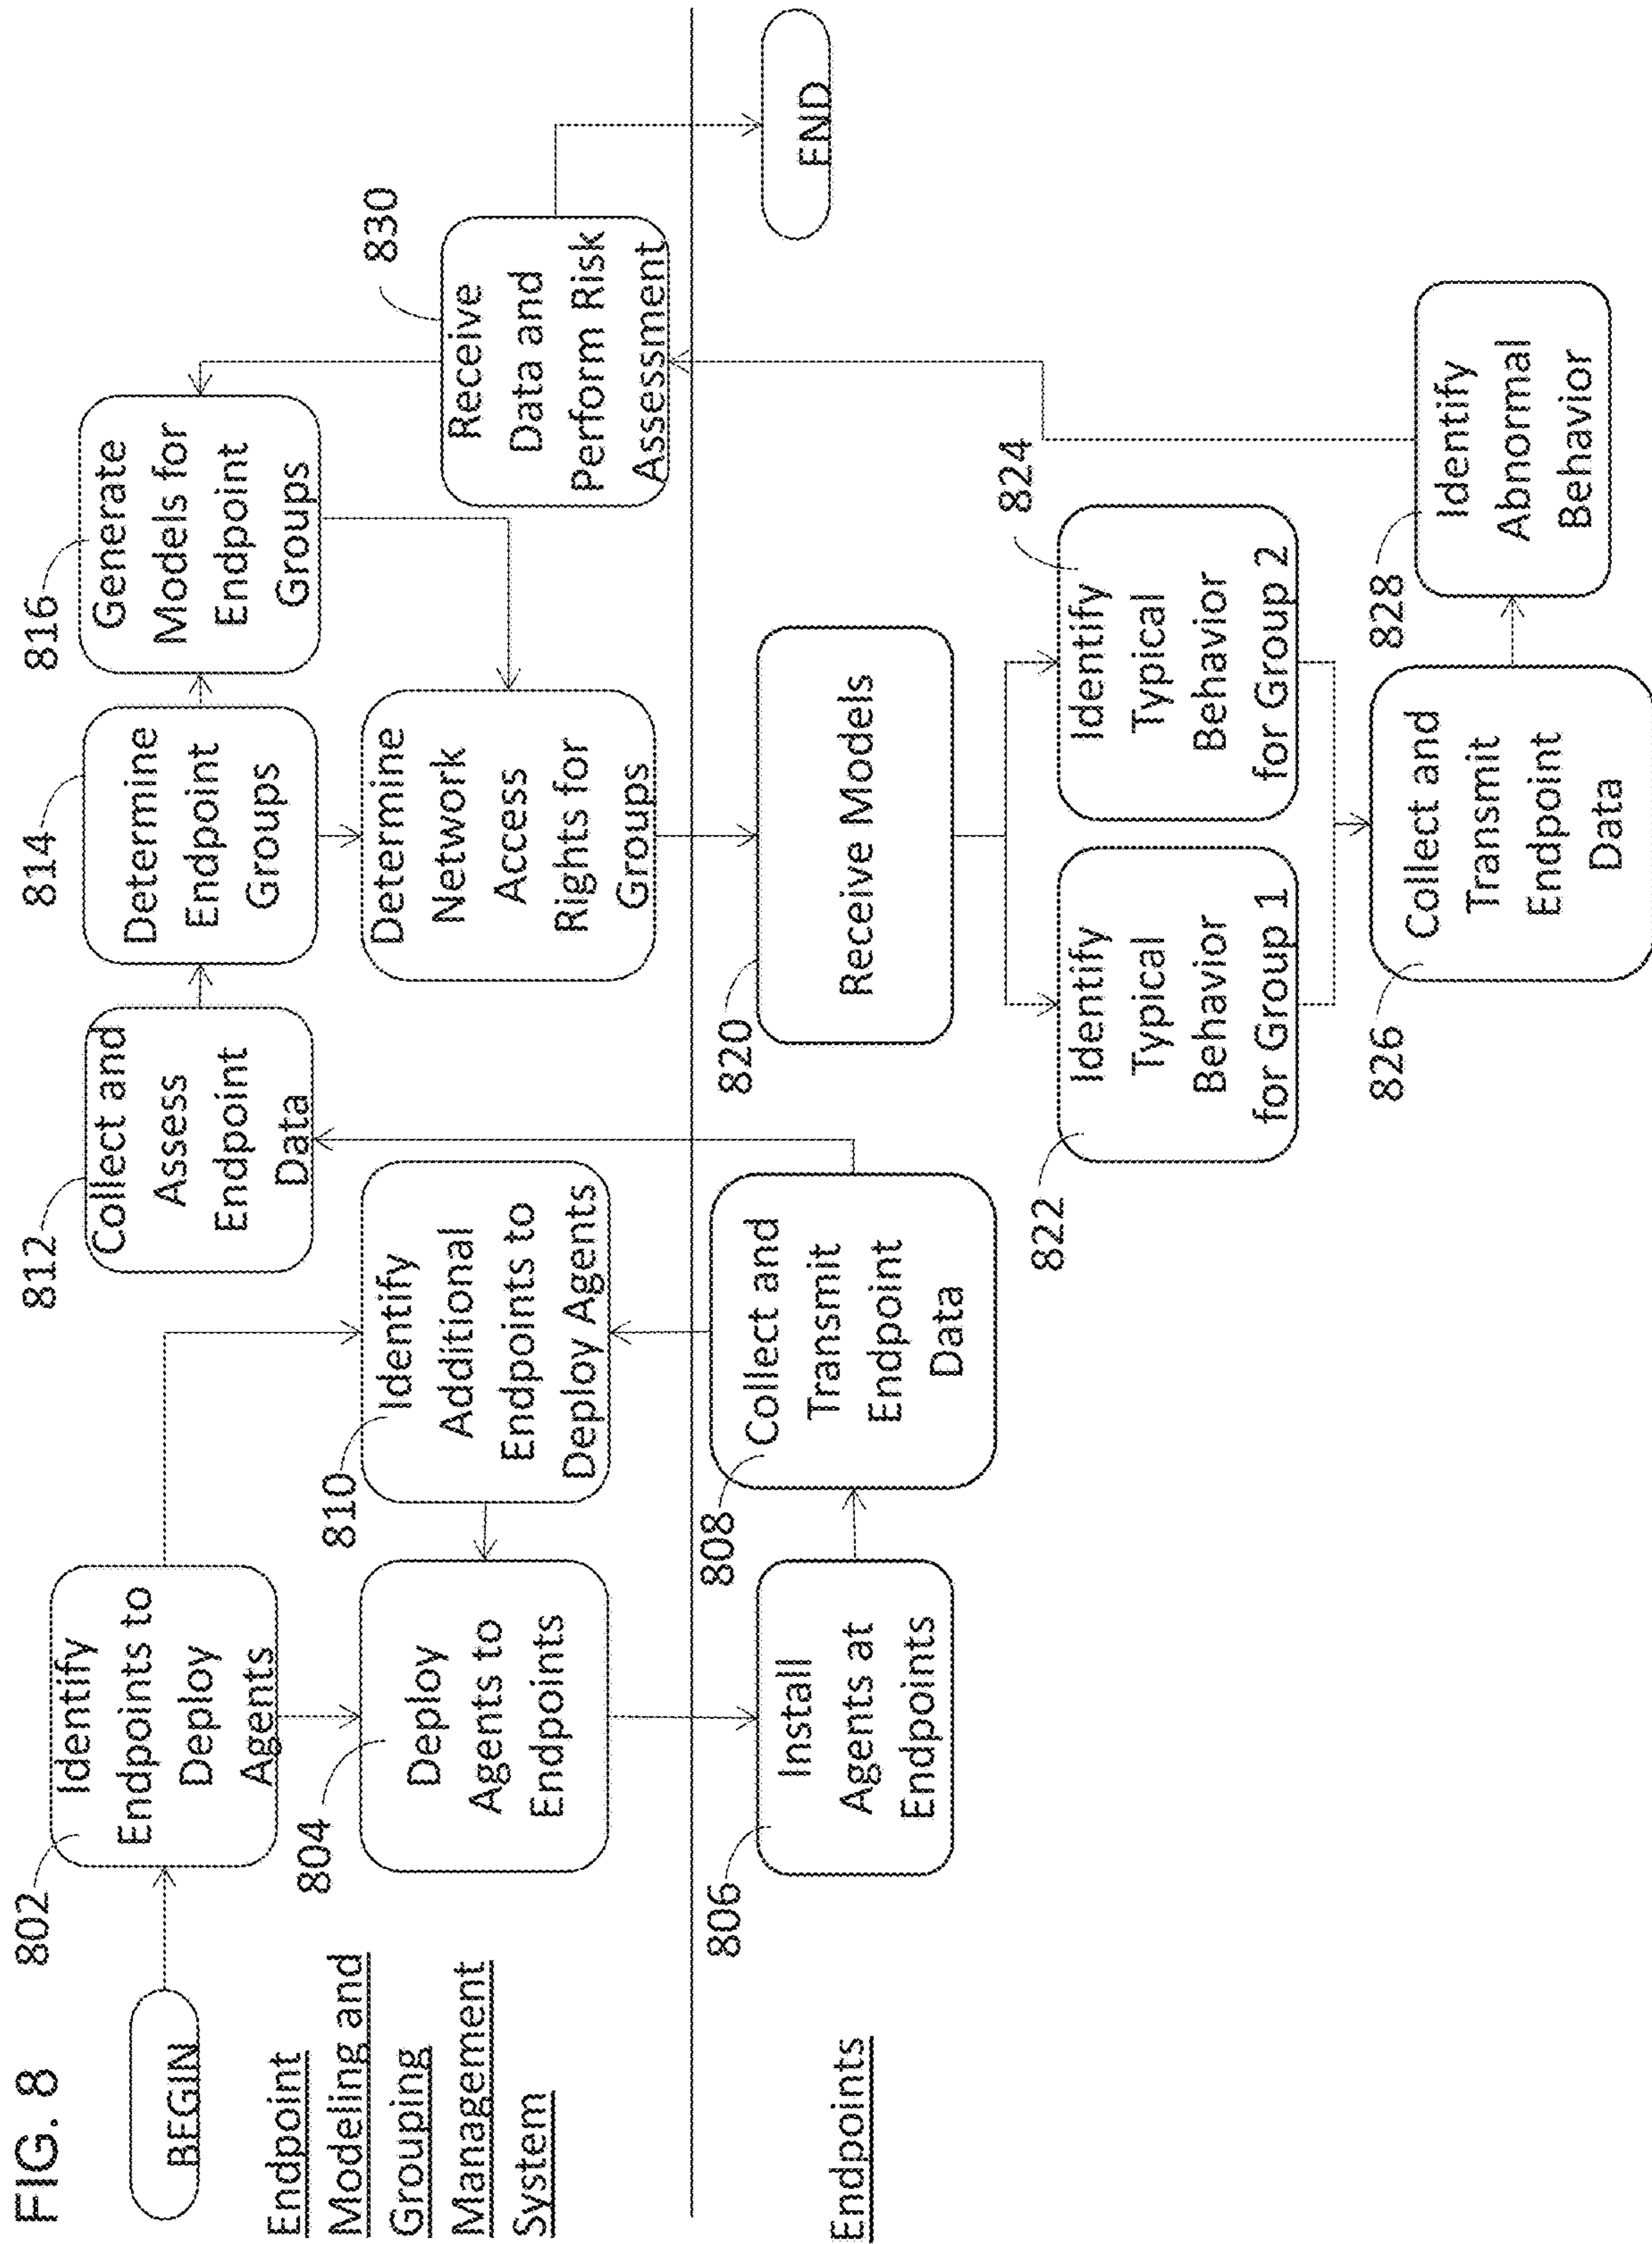 FIG. 8
BEGIN
802
Identify
Endpoints to
Deploy
Agents
Endpoint
Modeling and
Grouping
Management
System
804
Deploy
Agents to
Endpoints
810
Identify
Additional
Endpoints to
Deploy Agents
812
Collect and
Assess
Endpoint
Data
814
Determine
Endpoint
Groups
816
Generate
Models for
Endpoint
Groups
Determine
Network
Access
Rights for
Groups
830
Receive
Data and
Perform Risk
Assessment
Endpoints
806
Install
Agents at
Endpoints
808
Collect and
Transmit
Endpoint
Data
820
Receive Models
END
822
Identify
Typical
Behavior
for Group 1
824
Identify
Typical
Behavior
for Group 2
826
Collect and
Transmit
Endpoint
Data
828
Identify
Abnormal
Behavior